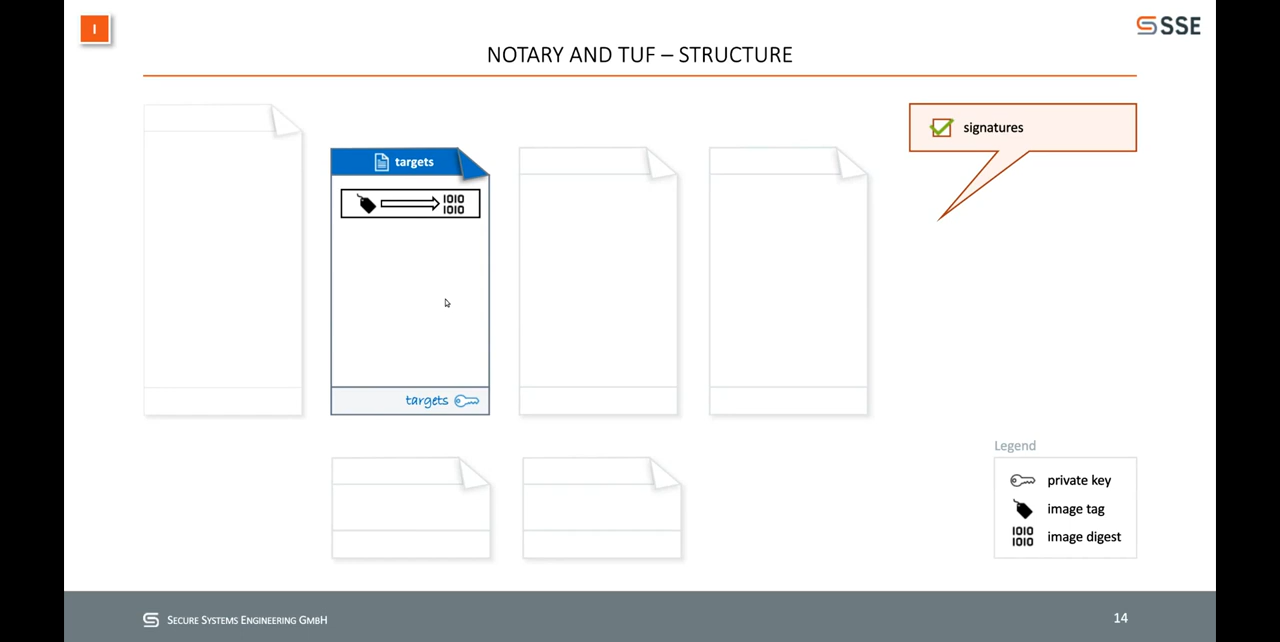 I
SSE
NOTARY AND TUF – STRUCTURE
signatures
targets
1010
1010
targets
Legend
private key
image tag
1010
1010
image digest
SECURE SYSTEMS ENGINEERING GMBH
14